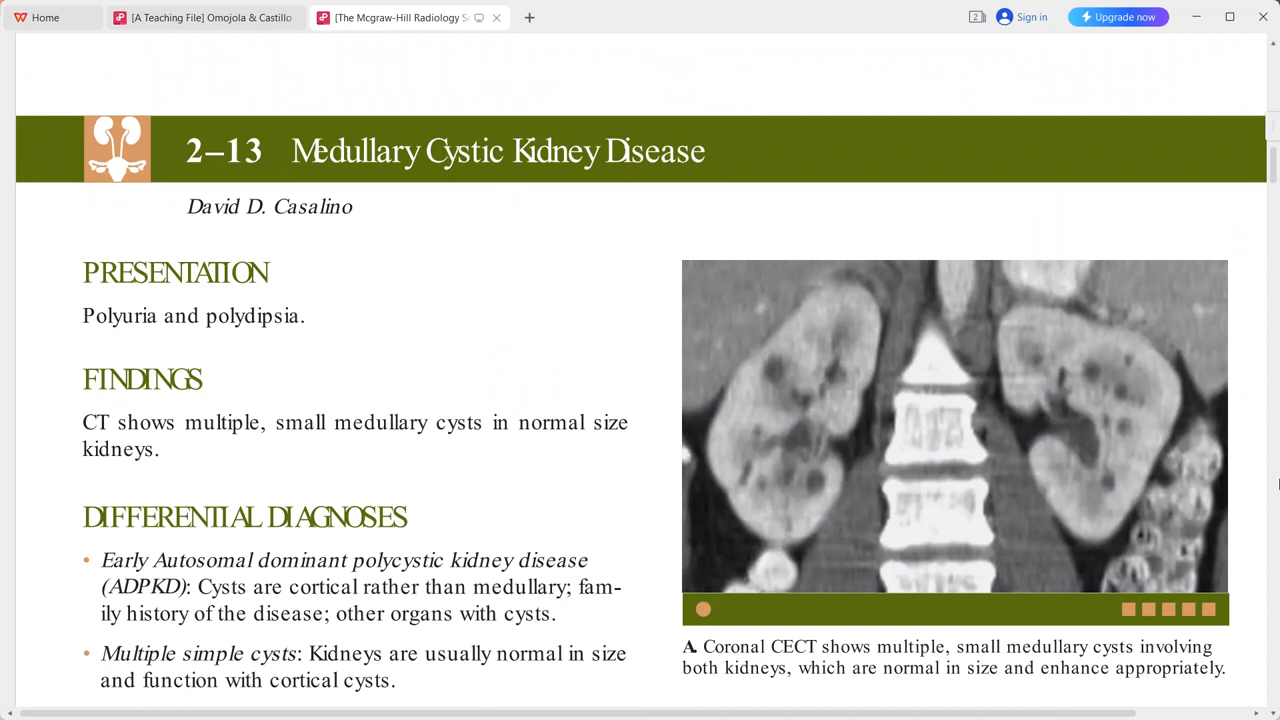 Home
[A Teaching File] Omojola & Castillo
[The Mcgraw-Hill Radiology S
2
Sign in
Upgrade now
2–13 Medullary Cystic Kidney Disease
David D. Casalino
PRESENTATION
Polyuria and polydipsia.
FINDINGS
CT shows multiple, small medullary cysts in normal size
kidneys.
DIFFERENTIAL DIAGNOSES
• Early Autosomal dominant polycystic kidney disease
(ADPKD): Cysts are cortical rather than medullary; fam-
ily history of the disease; other organs with cysts.
• Multiple simple cysts: Kidneys are usually normal in size
and function with cortical cysts.
A. Coronal CECT shows multiple, small medullary cysts involving
both kidneys, which are normal in size and enhance appropriately.